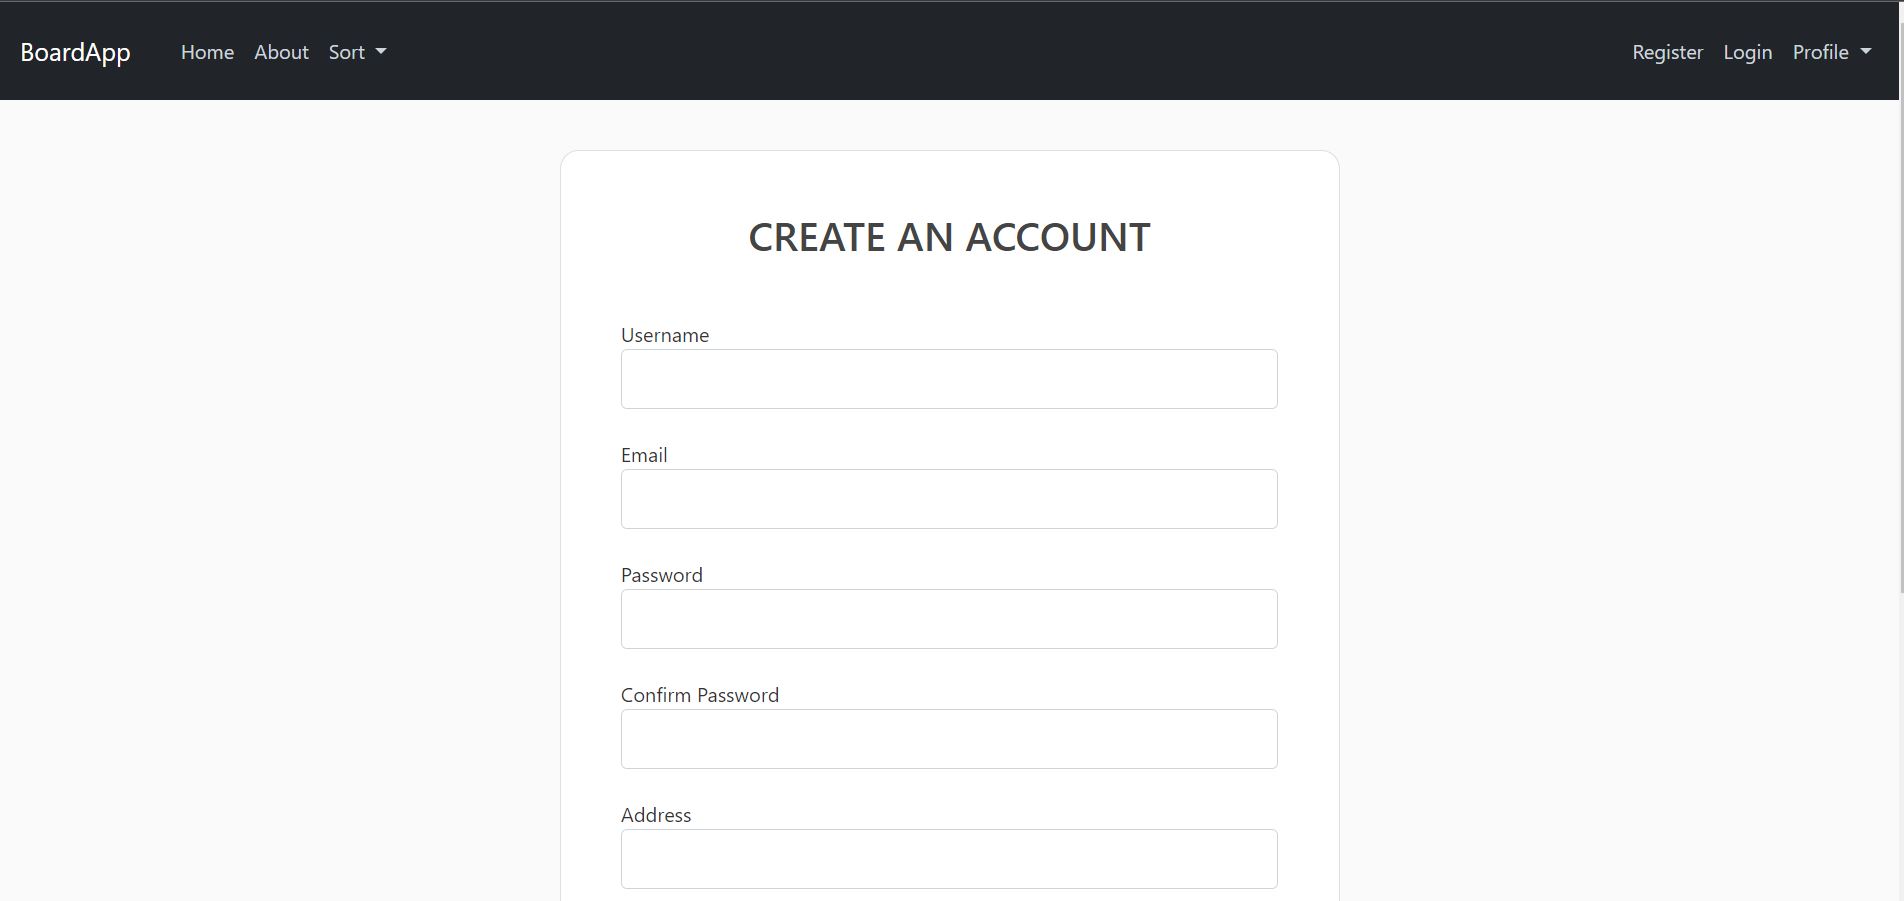 BoardApp Home About Sort Register Login Profile
CREATE AN ACCOUNT
Username
Email
Password
Confirm Password
Address